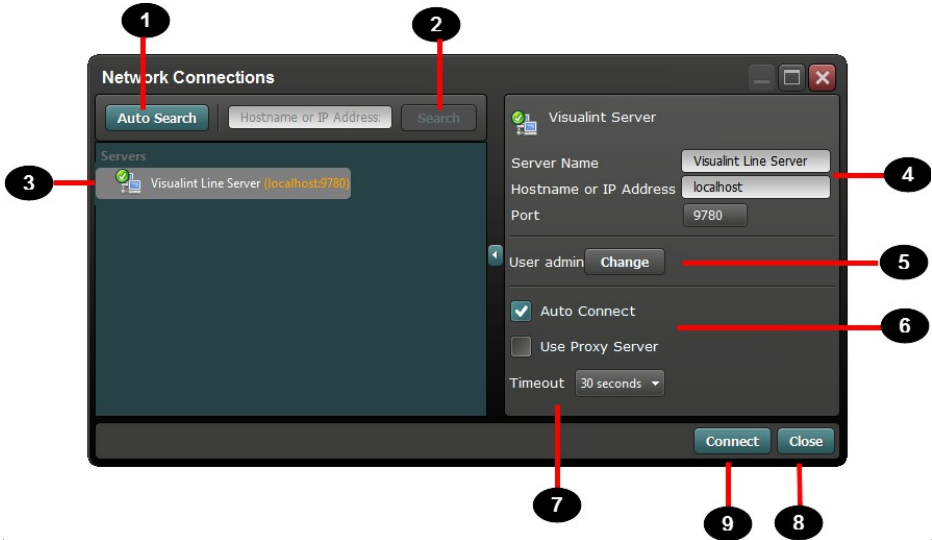 1
2
Network Connections
Auto Search
Hostname or IP Address:
Search
Visualint Server
Servers
3
Visualint Line Server (localhost:9780)
Server Name
Visualint Line Server
4
Hostname or IP Address
localhost
Port
9780
User admin
Change
5
Auto Connect
6
Use Proxy Server
Timeout
30 seconds
Connect
Close
7
9
8